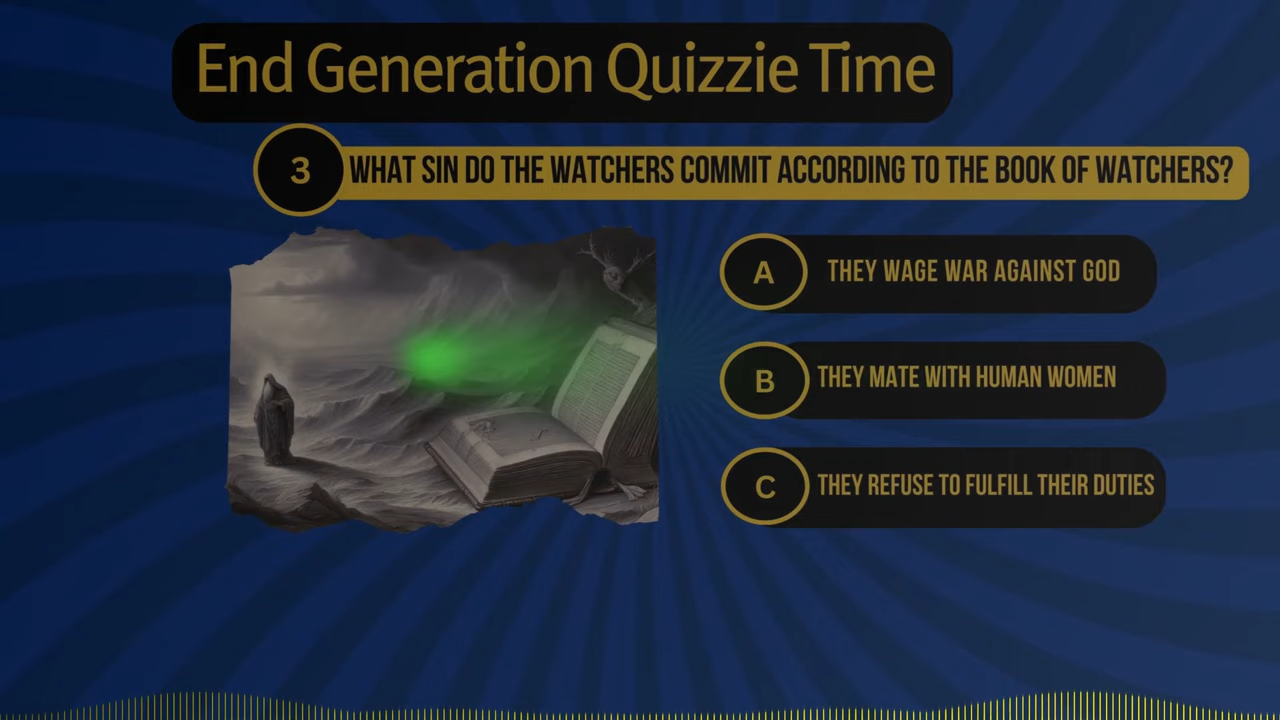 End Generation Quizzie Time
3 WHAT SIN DO THE WATCHERS COMMIT ACCORDING TO THE BOOK OF WATCHERS?
A THEY WAGE WAR AGAINST GOD
B THEY MATE WITH HUMAN WOMEN
C THEY REFUSE TO FULFILL THEIR DUTIES